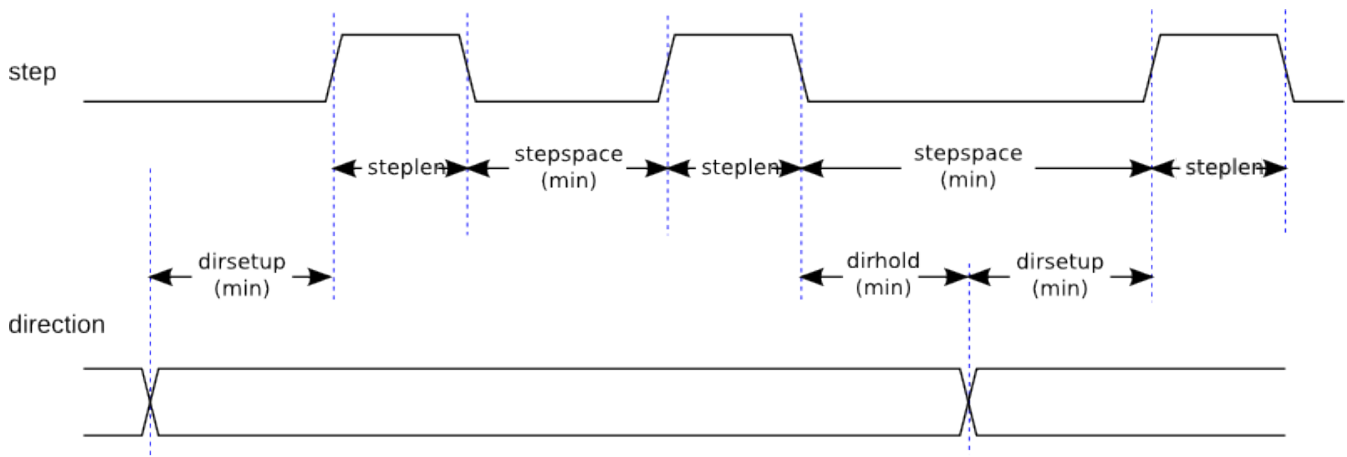 step
steplen
stepspace
(min)
steplen
stepspace
(min)
steplen
dirsetup
(min)
dirhold
(min)
dirsetup
(min)
direction